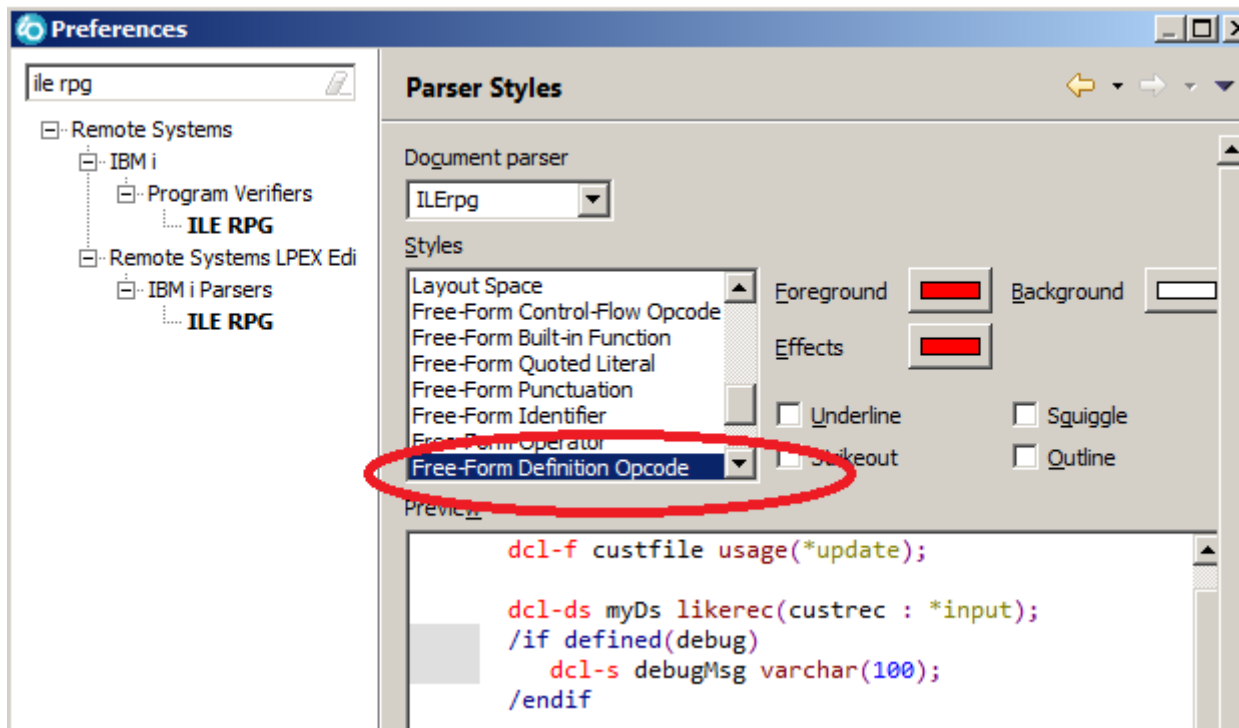 Preferences
ile rpg
Remote Systems
IBM i
Program Verifiers
ILE RPG
Remote Systems LPEX Edi
IBM i Parsers
ILE RPG
Parser Styles
Document parser
ILErpg
Styles
Layout Space
Free-Form Control-Flow Opcode
Free-Form Built-in Function
Free-Form Quoted Literal
Free-Form Punctuation
Free-Form Identifier
Free-Form Operator
Free-Form Definition Opcode
Foreground
Background
Effects
Underline
Squiggle
Strikeout
Outline
Preview
dcl-f custfile usage(*update);
dcl-ds myDs likerec(custrec : *input);
/if defined(debug)
dcl-s debugMsg varchar(100);
/endif